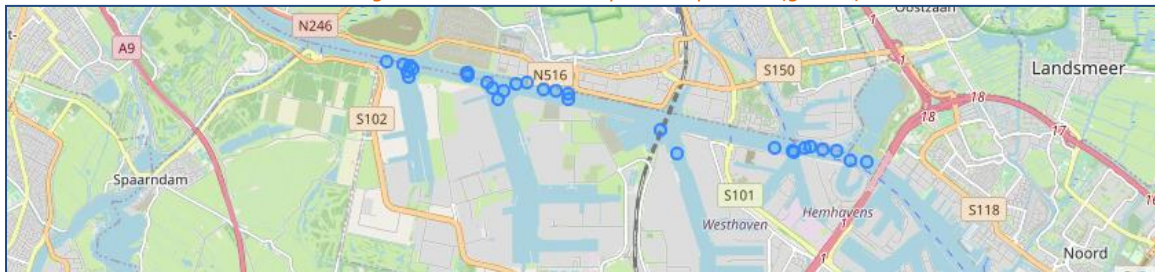 N246
Oostzaan
A9
1
N516
S150
Landsmeer
18
18
17
S102
Spaarndam
S101
S118
16
Westhaven
Hemhavens
1
Noord